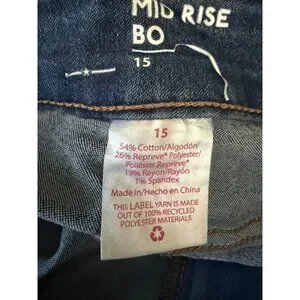 MID RISE
BO
15
15
54% Cotton/Algodón
26% Repreve® Polyester/
Poliéster Repreve®
19% Rayon/Rayón
1% Spandex
Made in/Hecho en China
THIS LABEL YARN IS MADE
OUT OF 100% RECYCLED
POLYESTER MATERIALS